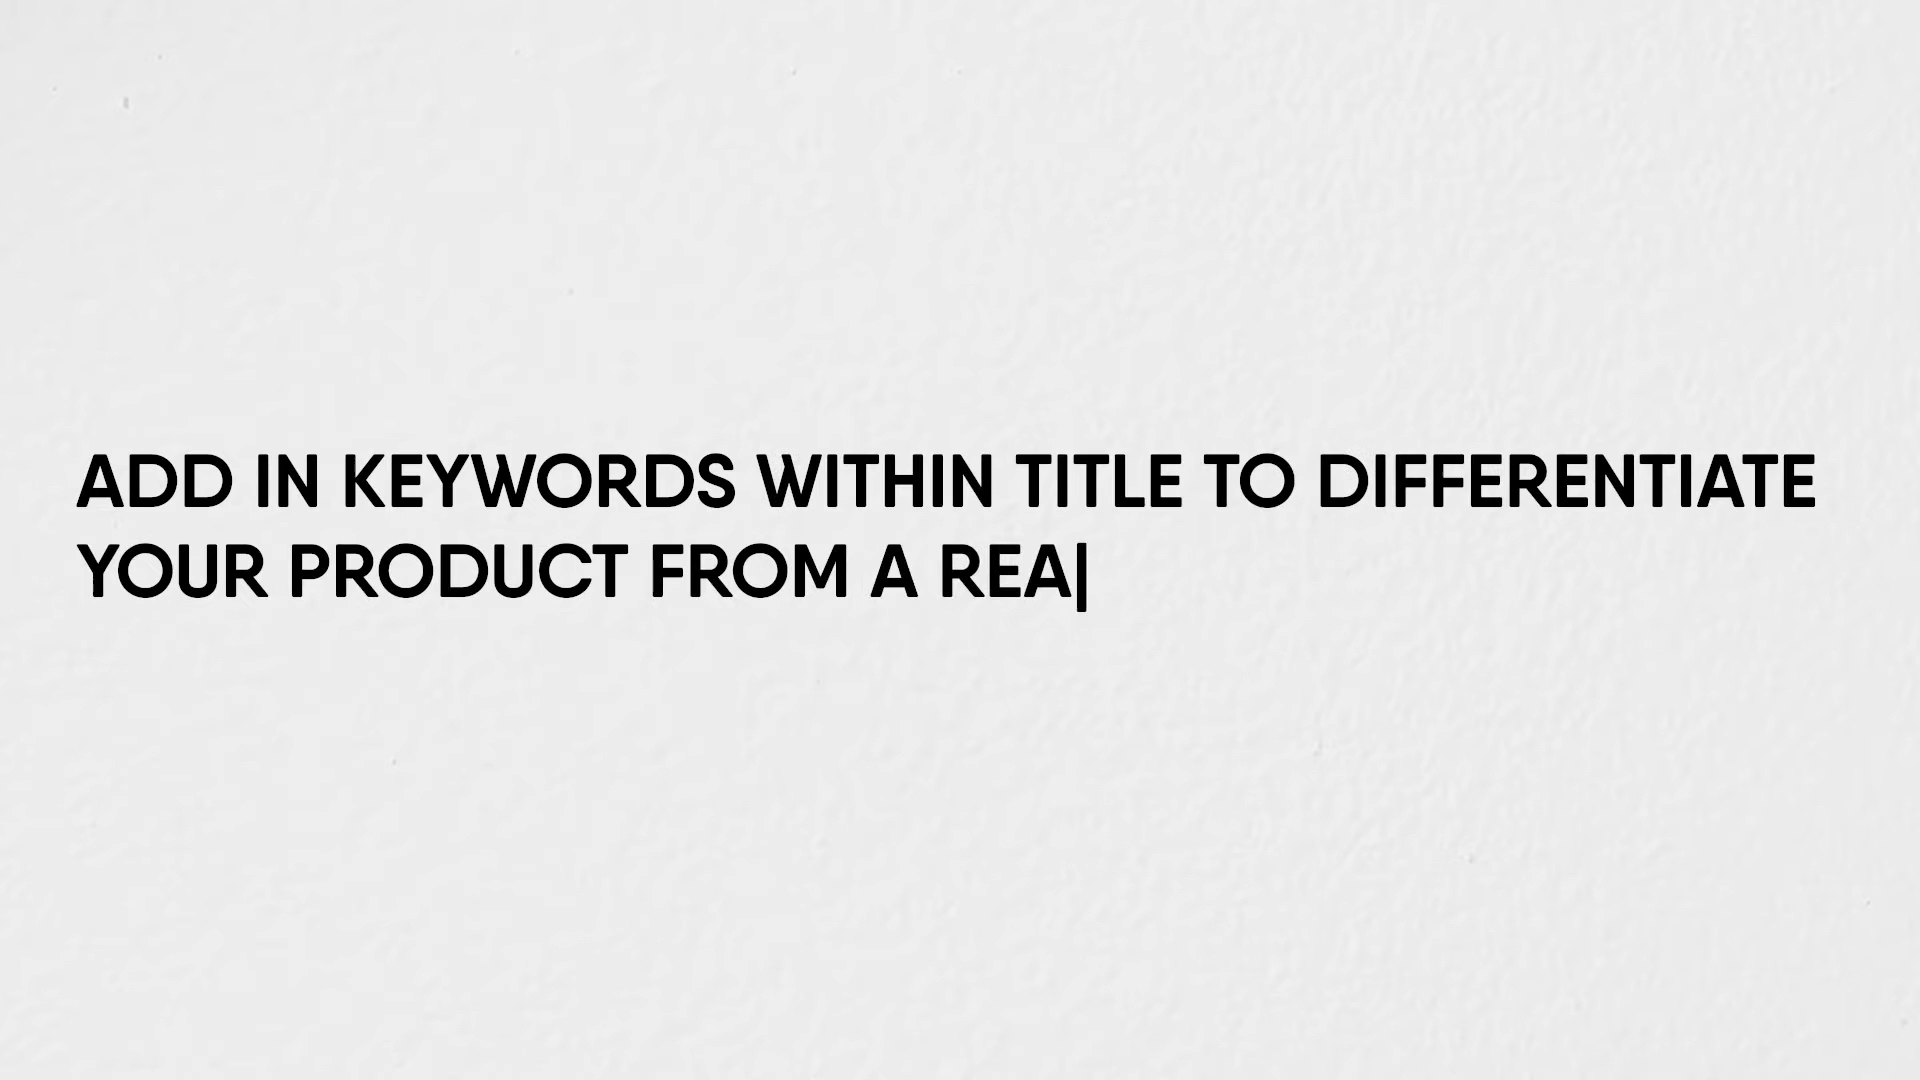 ADD IN KEYWORDS WITHIN TITLE TO DIFFERENTIATE
YOUR PRODUCT FROM A REA